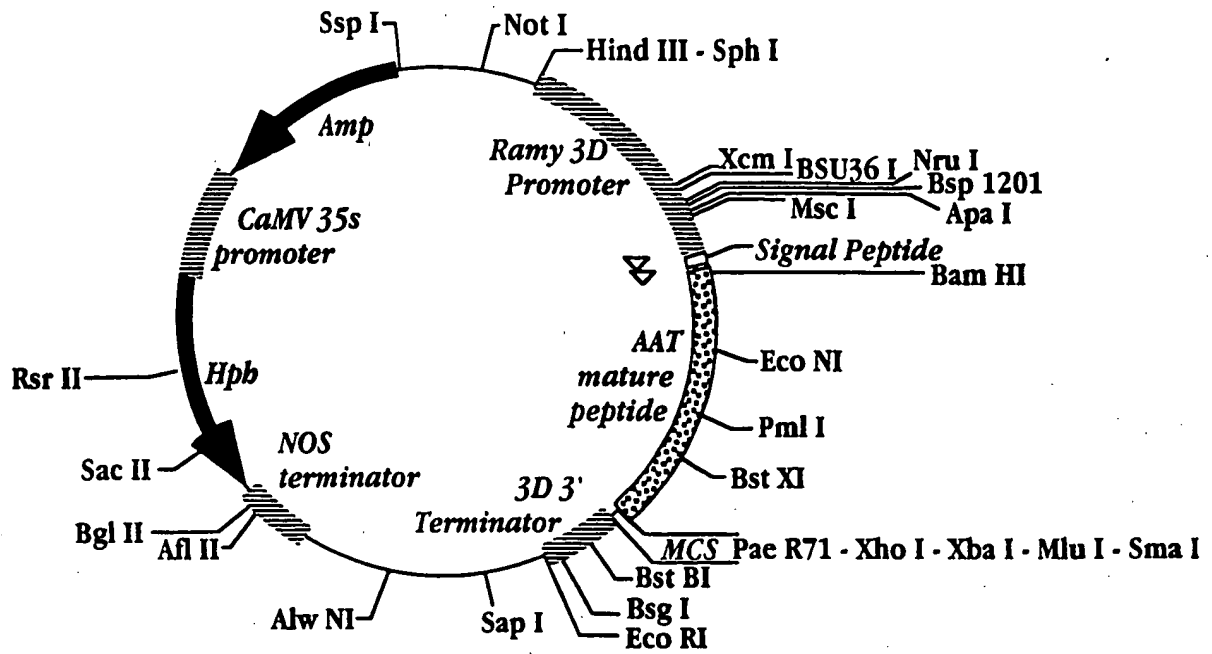 Ssp I
Not I
Hind III - Sph I
Amp
Ramy 3D
Promoter
Xcm I
BSU36 I
Nru I
Bsp 1201
Msc I
Apa I
CaMV 35s
promoter
Signal Peptide
Bam HI
AAT
mature
peptide
Eco NI
Rsr II
Hph
Pml I
Sac II
NOS
terminator
Bst XI
3D 3'
Terminator
Bgl II
Afl II
MCS
Pae R71 - Xho I - Xba I - Mlu I - Sma I
Bst BI
Alw NI
Sap I
Bsg I
Eco RI